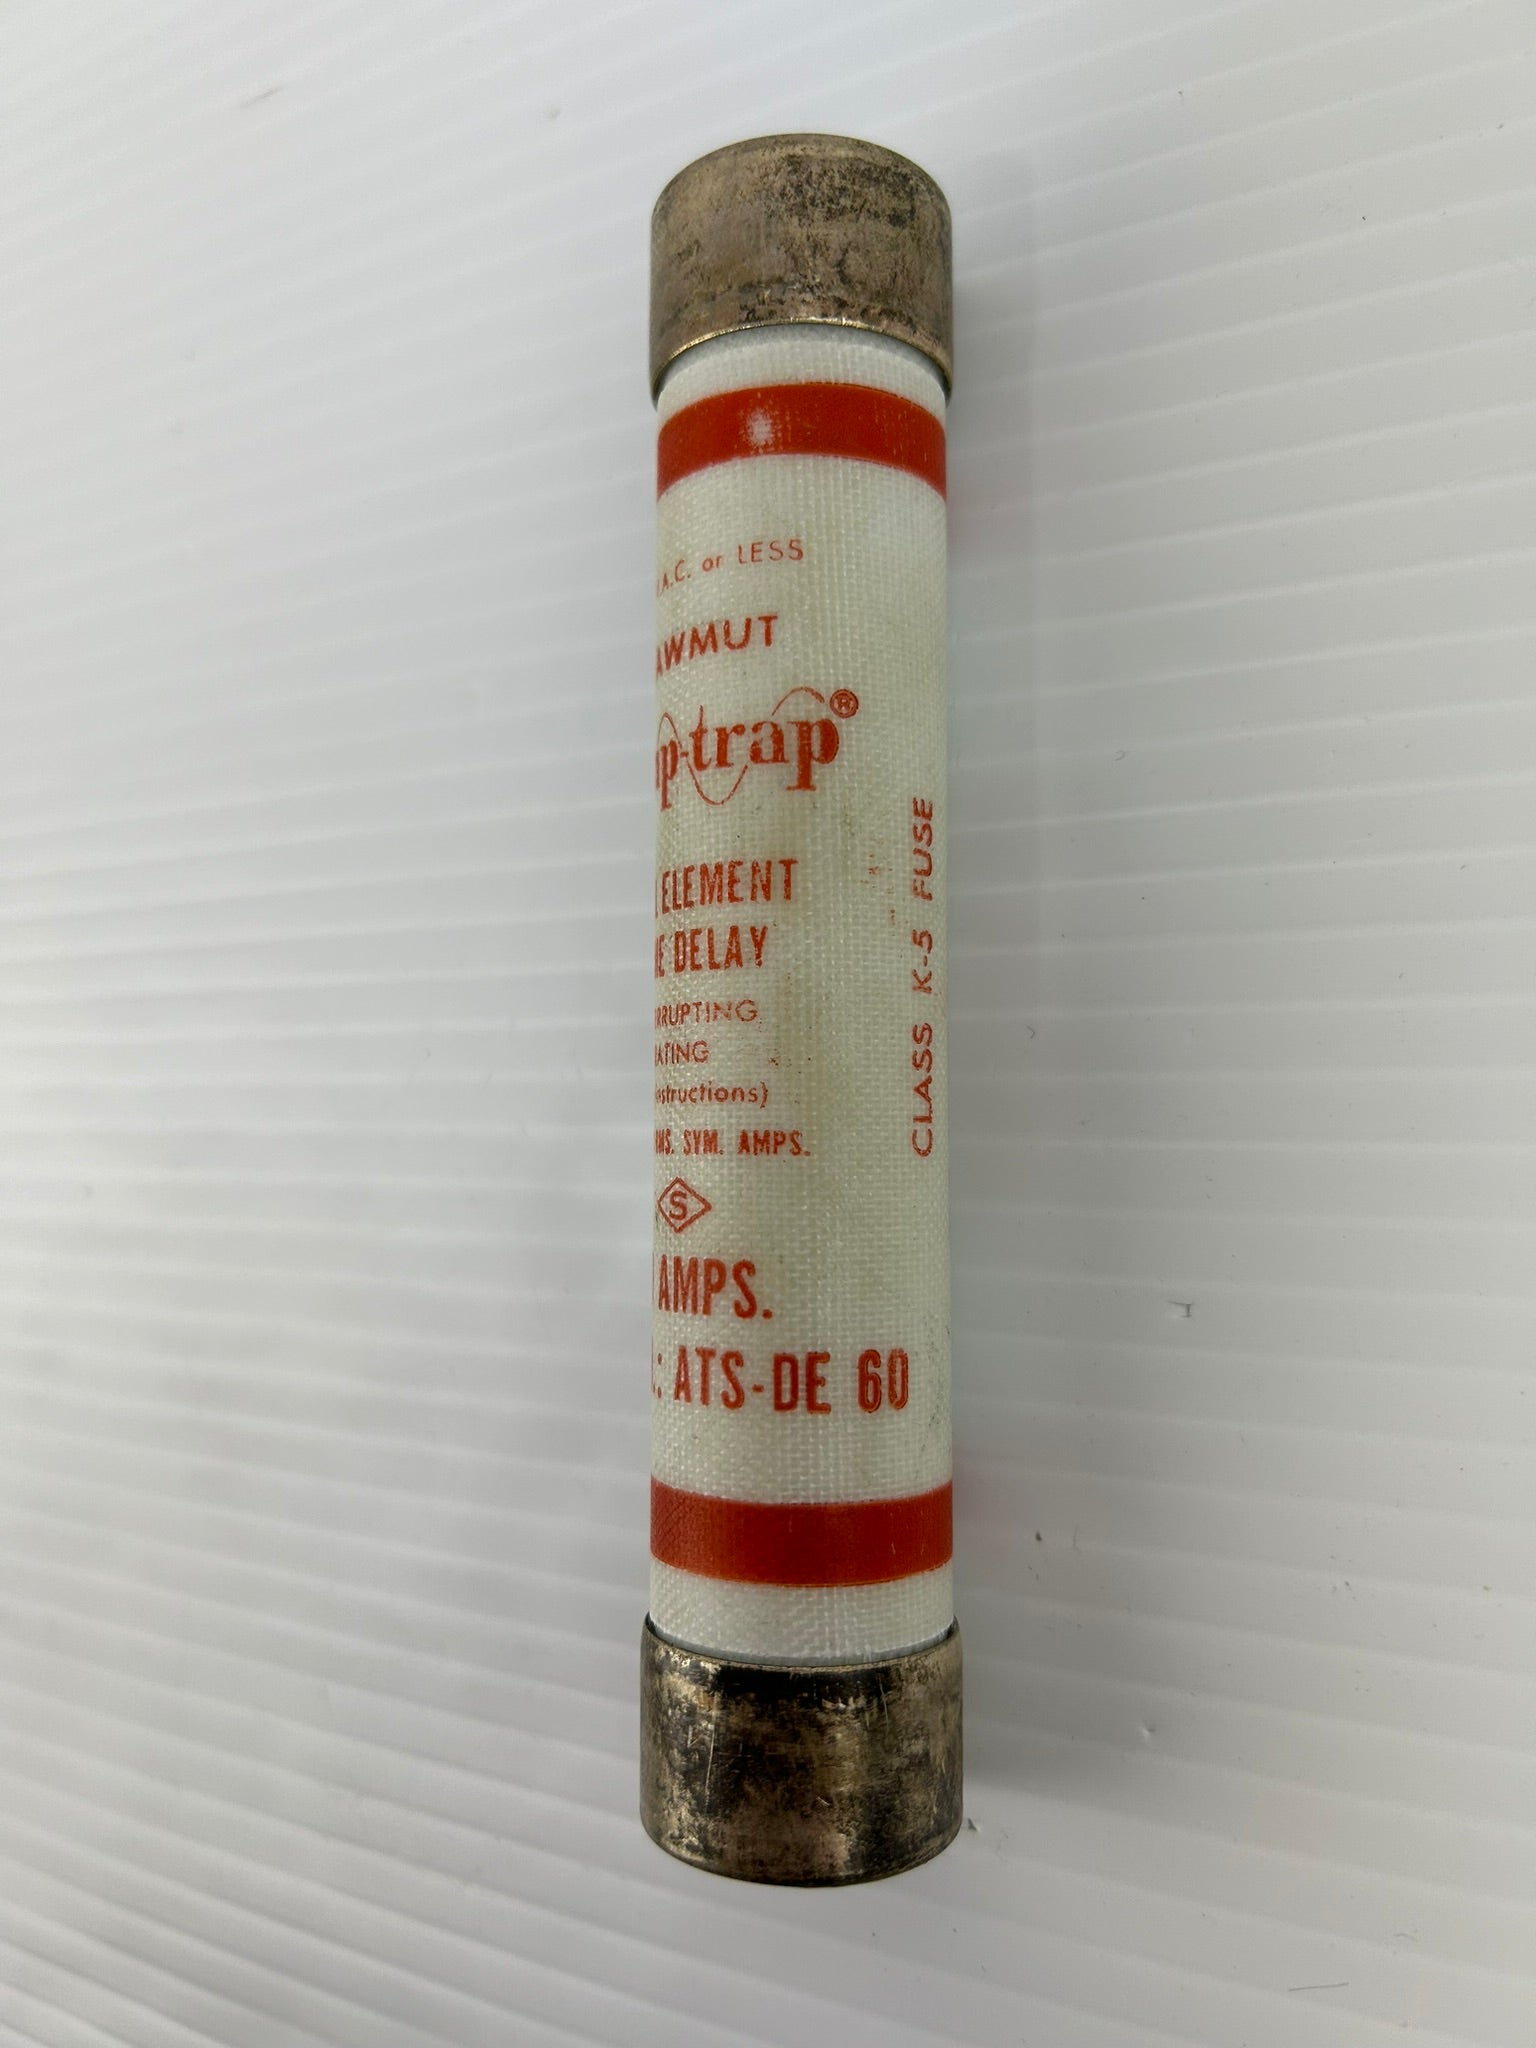 A.C. or LESS
AWMUT
p-trap®
ELEMENT
DELAY
RRUPTING
ATING
structions)
MS. SYM. AMPS.
S
AMPS.
: ATS-DE 60
CLASS K-5 FUSE